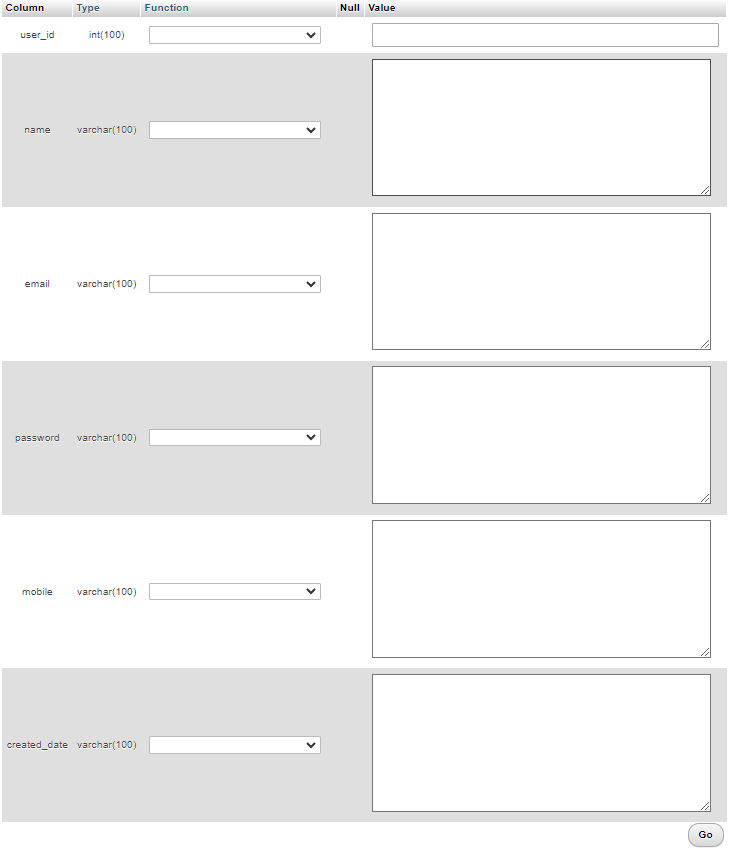 Column Type Function Null Value
user_id int(100)
name varchar(100)
email varchar(100)
password varchar(100)
mobile varchar(100)
created_date varchar(100)
Go